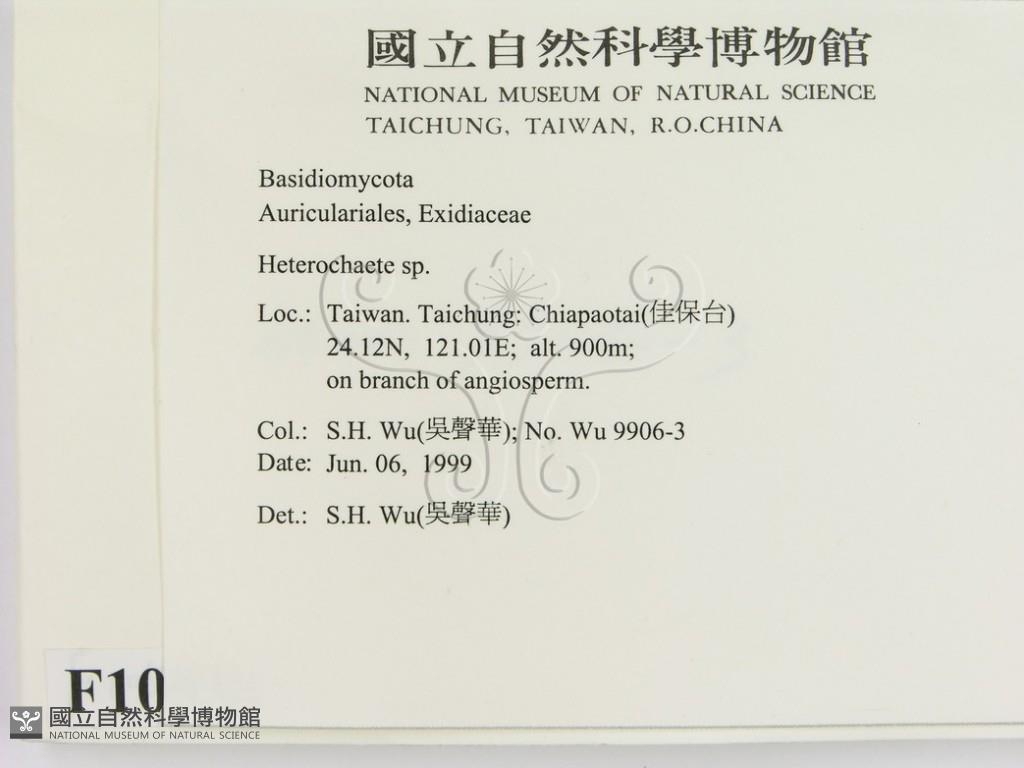 國立自然科學博物館
NATIONAL MUSEUM OF NATURAL SCIENCE
TAICHUNG, TAIWAN, R.O.CHINA
Basidiomycota
Auriculariales, Exidiaceae
Heterochaete sp.
Loc.: Taiwan. Taichung: Chiapaotai(佳保台)
24.12N, 121.01E; alt. 900m;
on branch of angiosperm.
Col.: S.H. Wu(吳聲華); No. Wu 9906-3
Date: Jun. 06, 1999
Det.: S.H. Wu(吳聲華)
F10
國立自然科學博物館
NATIONAL MUSEUM OF NATURAL SCIENCE